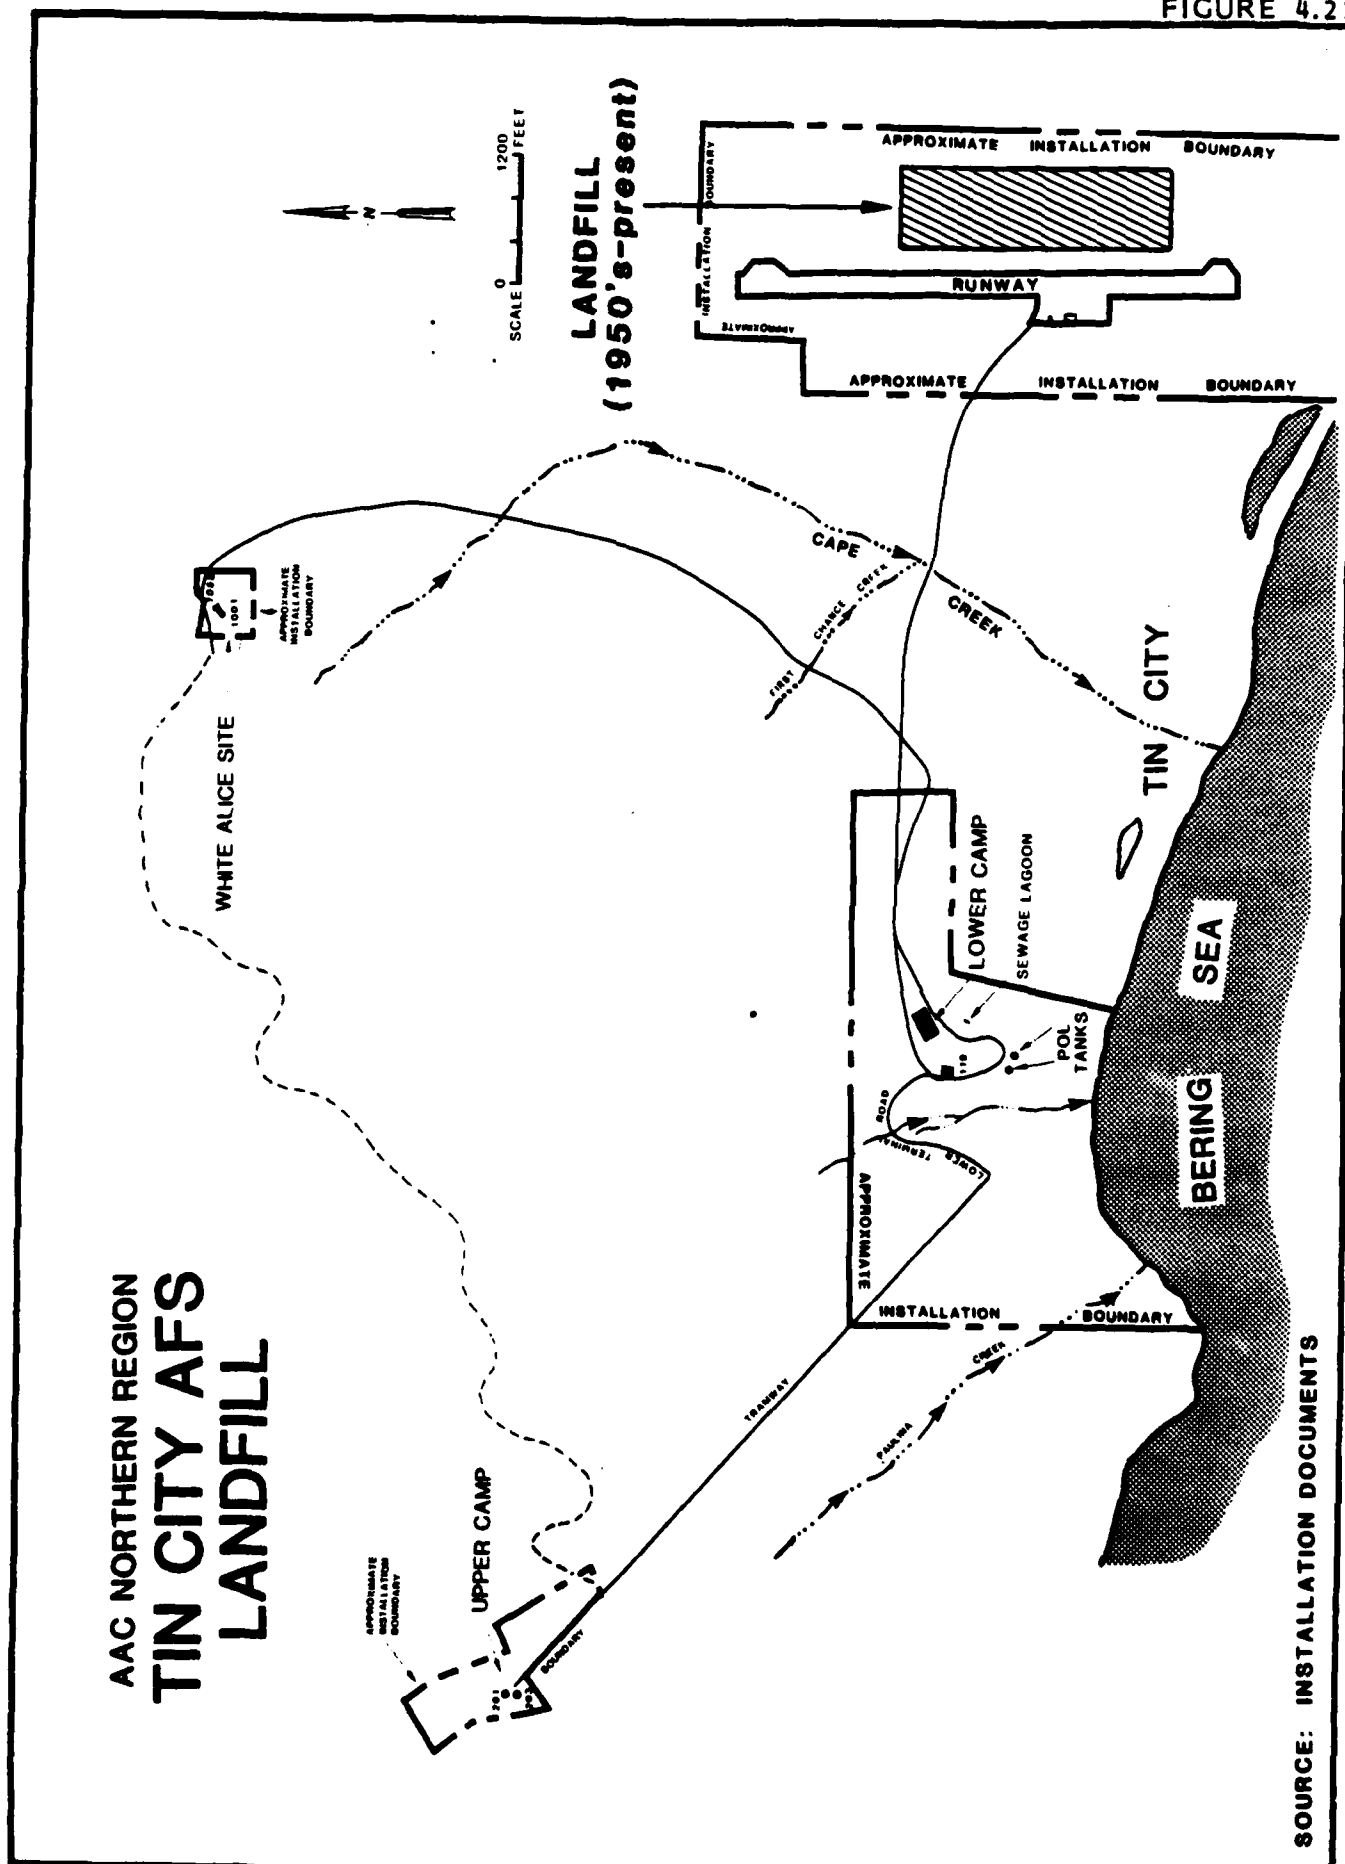 FIGURE 4.2
AAC NORTHERN REGION
TIN CITY AFS
LANDFILL
APPROXIMATE
INSTALLATION
BOUNDARY
UPPER CAMP
201
BOUNDARY
TRAMWAY
WHITE ALICE SITE
1001
APPROXIMATE
INSTALLATION
BOUNDARY
N
SCALE 0 1200 FEET
LANDFILL
(1950's-present)
APPROXIMATE INSTALLATION BOUNDARY
APPROXIMATE INSTALLATION BOUNDARY
RUNWAY
APPROXIMATE INSTALLATION BOUNDARY
CAPE
CREEK
FIRST CHANCE CREEK
APPROXIMATE
INSTALLATION BOUNDARY
LOWER TERMINAL ROAD
110
LOWER CAMP
SEWAGE LAGOON
POL
TANKS
PAULINA CREEK
TIN CITY
BERING SEA
SOURCE: INSTALLATION DOCUMENTS